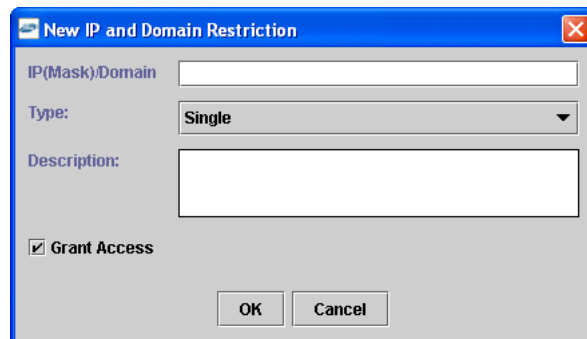 New IP and Domain Restriction
IP(Mask)/Domain
Type:
Single
Description:
Grant Access
OK
Cancel